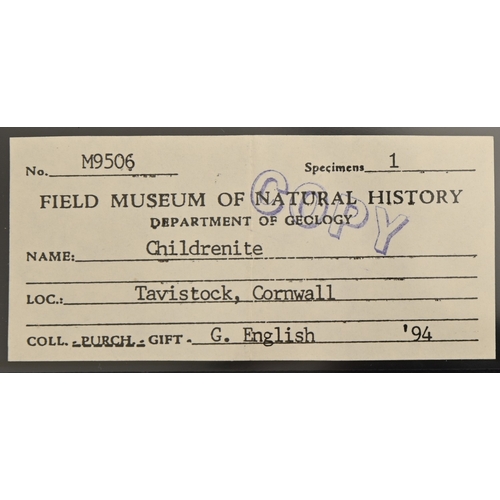 No. M9506 Specimens 1
FIELD MUSEUM OF NATURAL HISTORY
DEPARTMENT OF GEOLOGY
COPY
NAME: Childrenite
LOC.: Tavistock, Cornwall
COLL. - PURCH. - GIFT - G. English '94